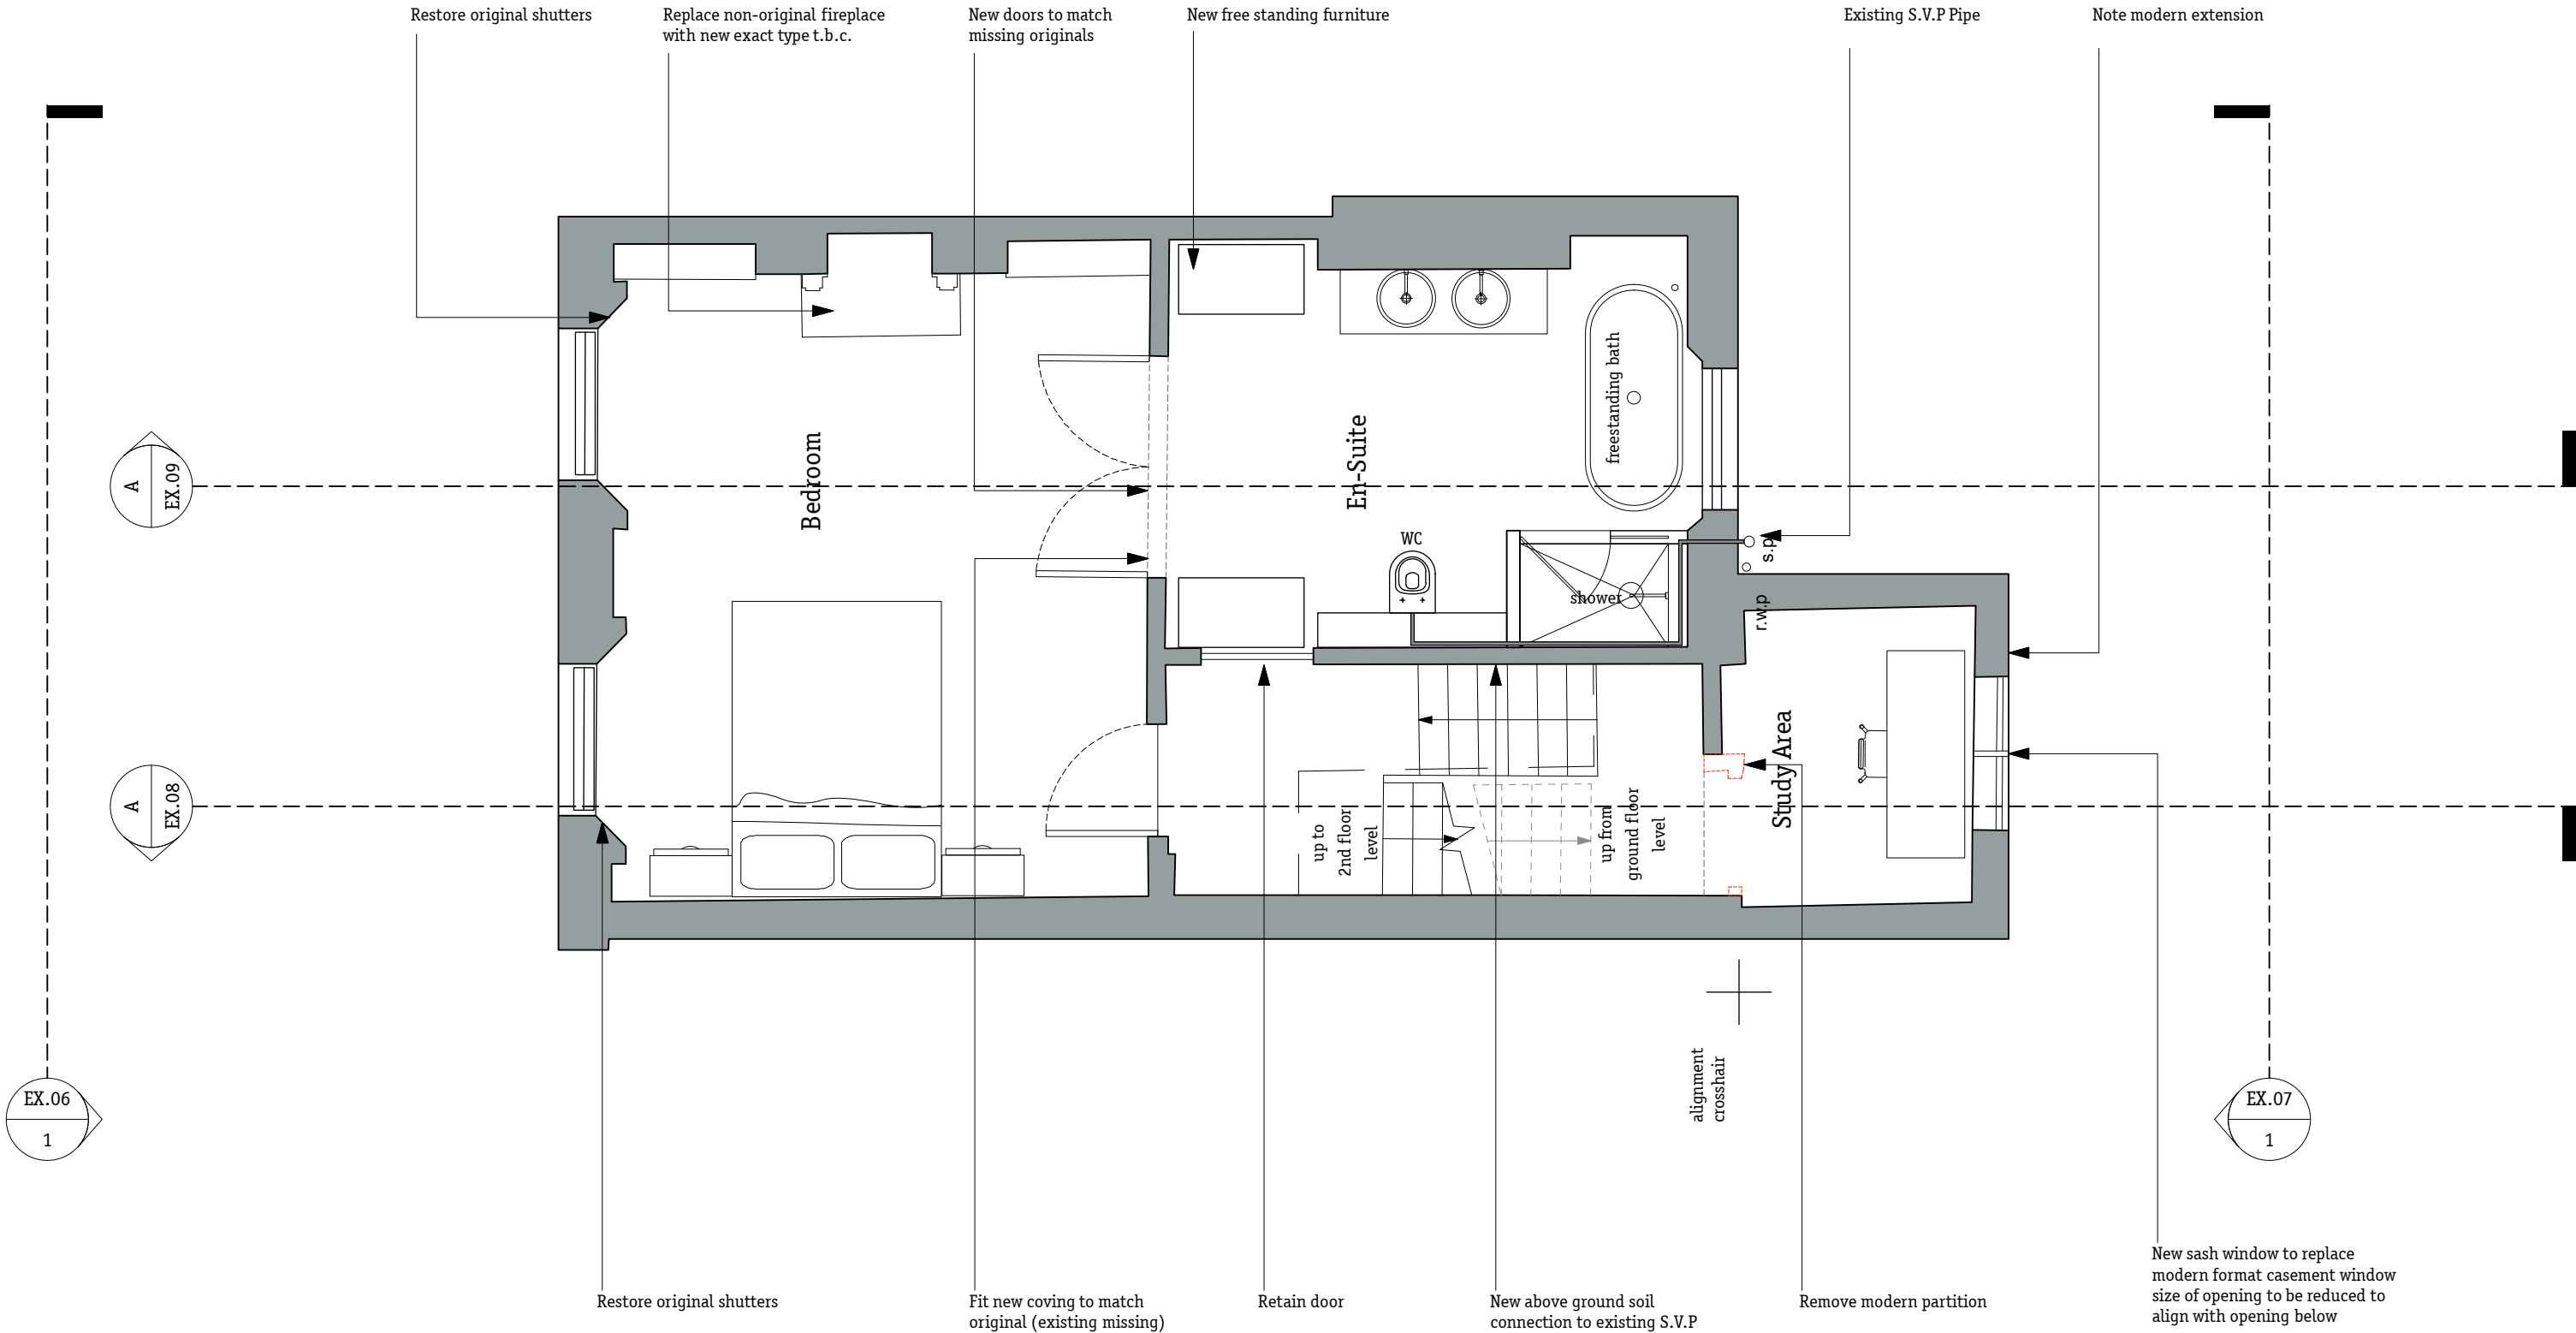 Restore original shutters
Replace non-original fireplace
with new exact type t.b.c.
New doors to match
missing originals
New free standing furniture
Existing S.V.P Pipe
Note modern extension
A
EX.09
Bedroom
En-Suite
freestanding bath
WC
shower
s.p
r.w.p
A
EX.08
up to
2nd floor
level
up from
ground floor
level
Study Area
alignment
crosshair
EX.06
1
EX.07
1
Restore original shutters
Fit new coving to match
original (existing missing)
Retain door
New above ground soil
connection to existing S.V.P
Remove modern partition
New sash window to replace
modern format casement window
size of opening to be reduced to
align with opening below